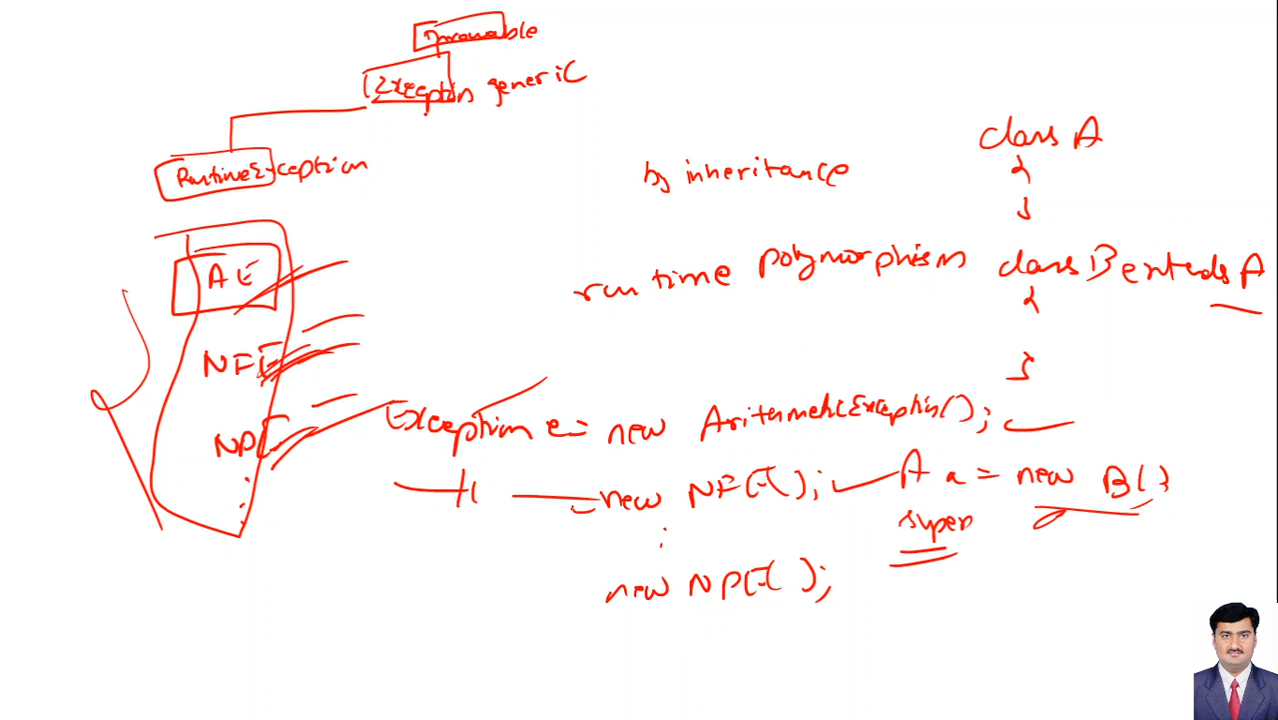 Throwable
Exception generic
class A
{
RuntimeException
by inheritance
}
AE
runtime polymorphism
class B extends A
{
NFE
}
Exception e = new ArithmeticException();
NPE
new NFE();
A a = new B()
super
new NPE();